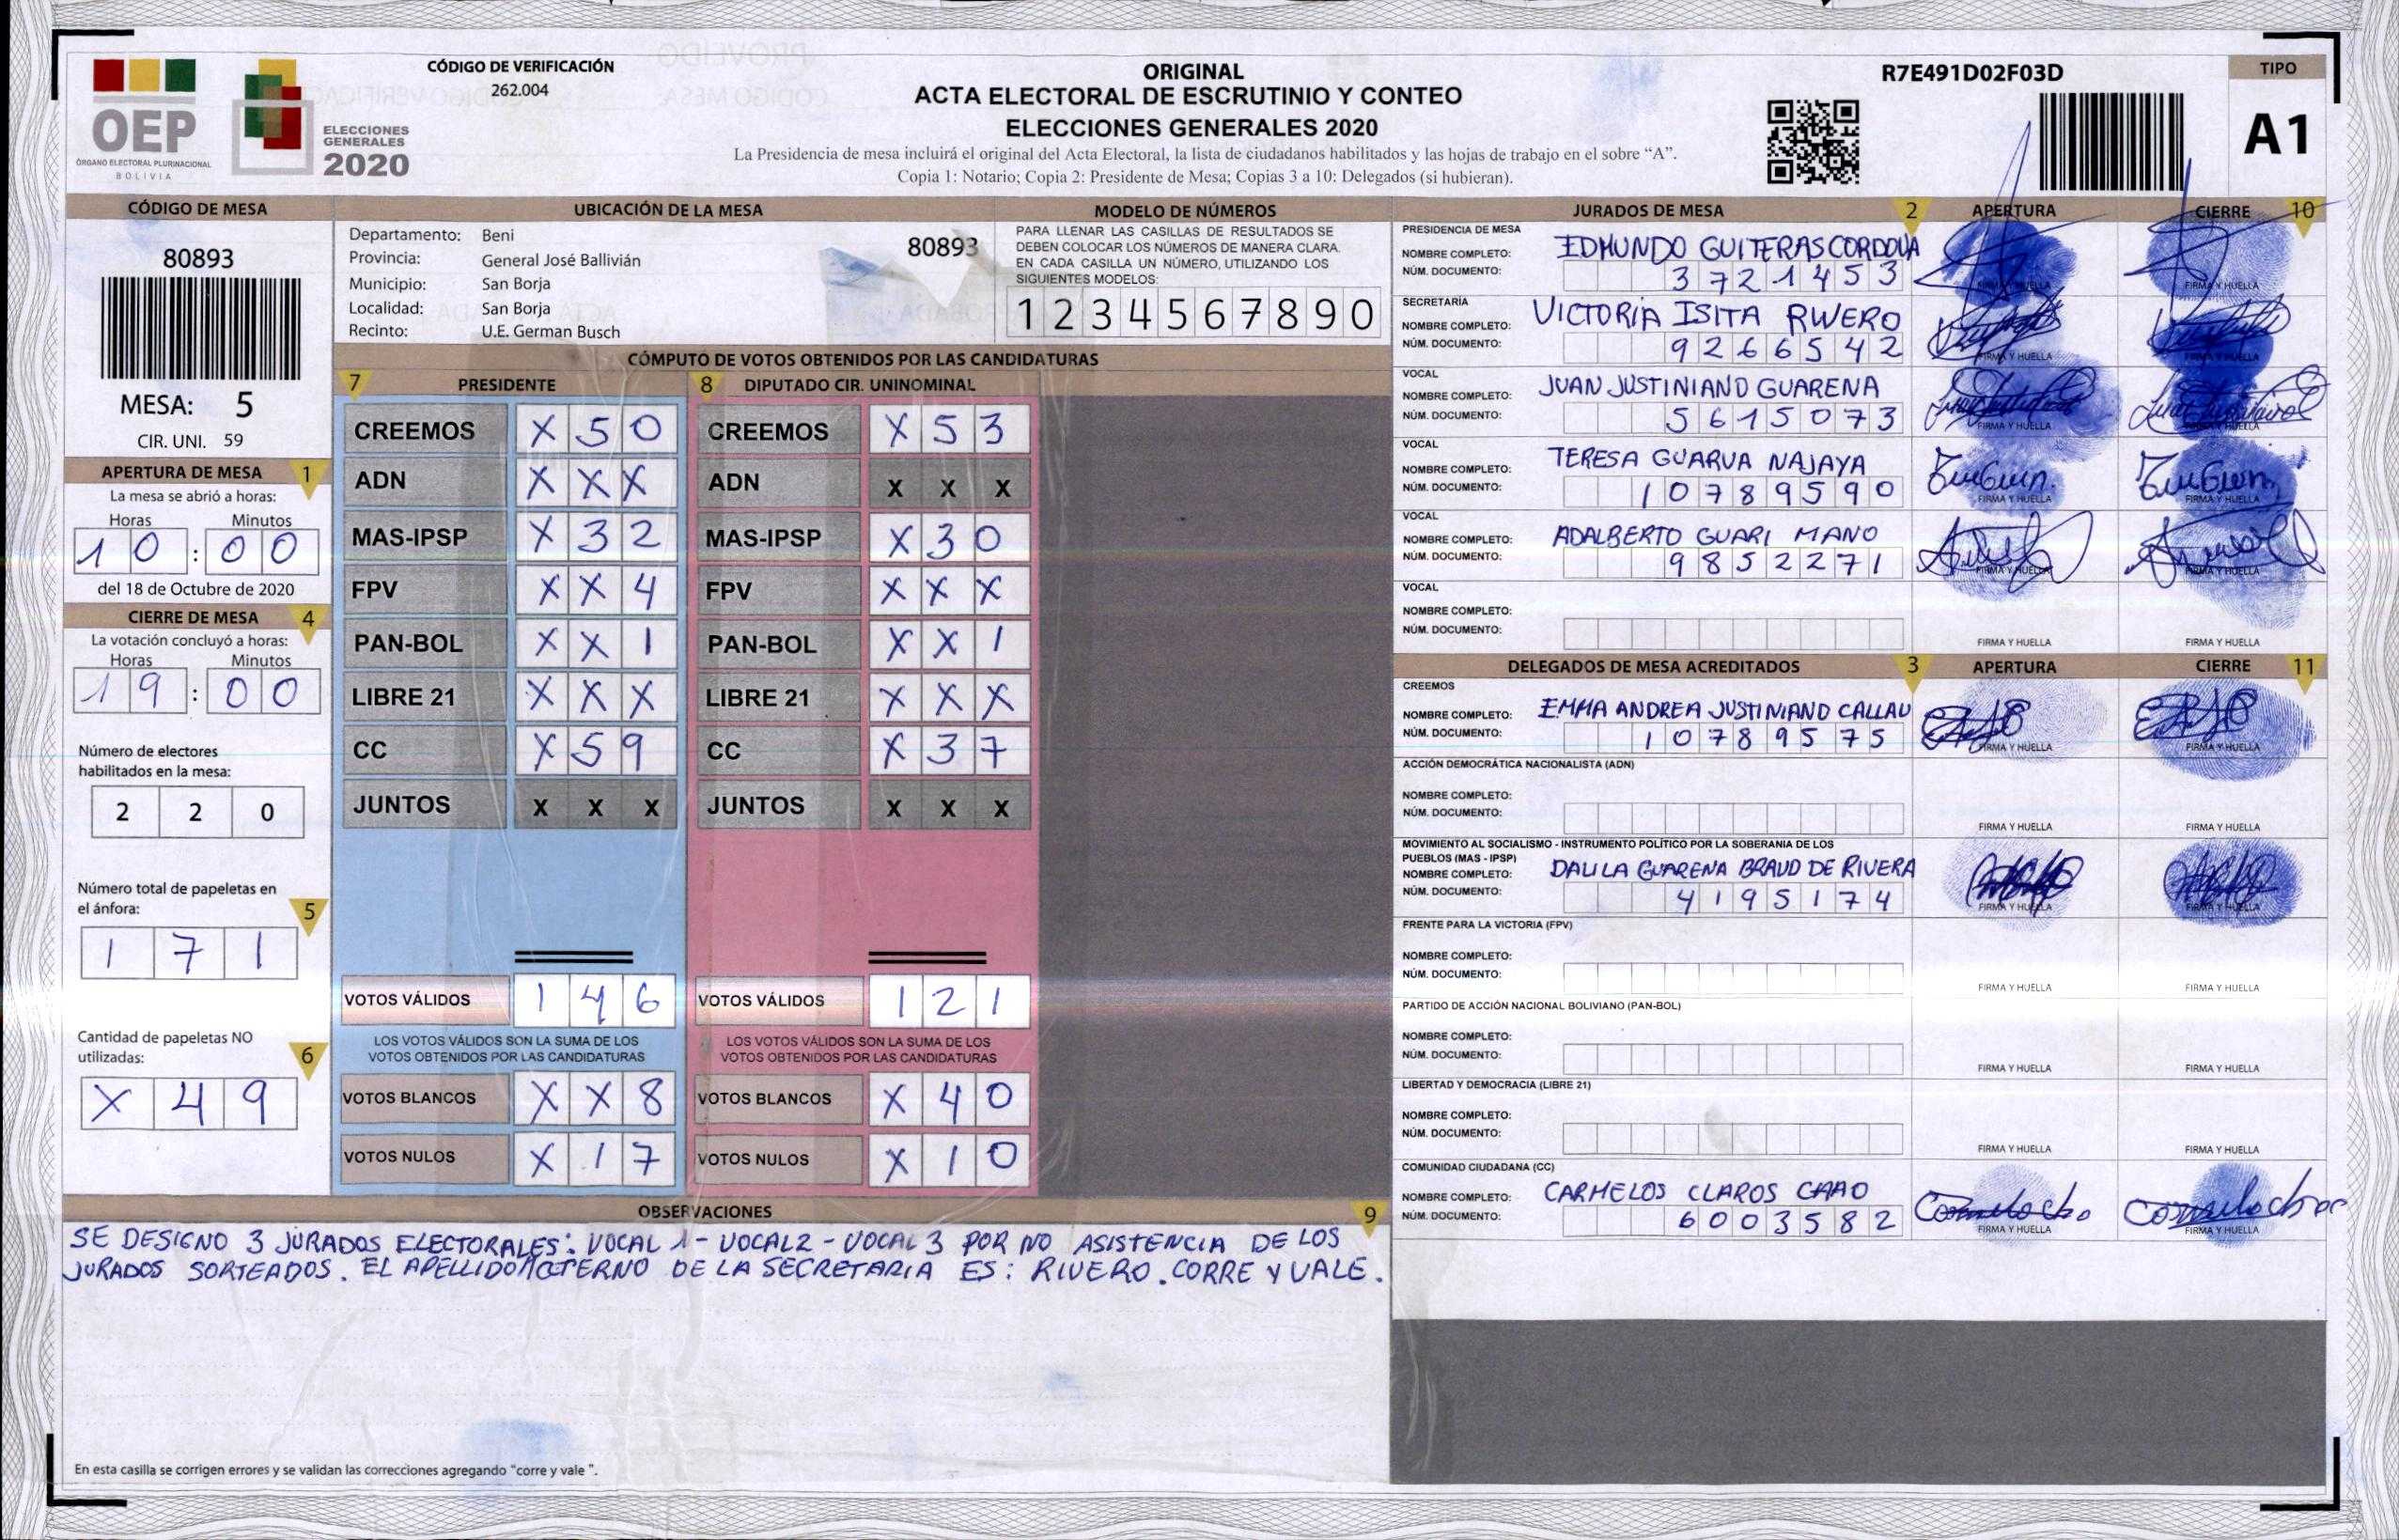 CÓDIGO DE VERIFICACIÓN
262.004
OEP
ÓRGANO ELECTORAL PLURINACIONAL
BOLIVIA
ELECCIONES
GENERALES
2020
ORIGINAL
ACTA ELECTORAL DE ESCRUTINIO Y CONTEO
ELECCIONES GENERALES 2020
La Presidencia de mesa incluirá el original del Acta Electoral, la lista de ciudadanos habilitados y las hojas de trabajo en el sobre “A”.
Copia 1: Notario; Copia 2: Presidente de Mesa; Copias 3 a 10: Delegados (si hubieran).
R7E491D02F03D
TIPO
A1
CÓDIGO DE MESA
80893
MESA: 5
CIR. UNI. 59
APERTURA DE MESA 1
La mesa se abrió a horas:
Horas Minutos
10 : 00
del 18 de Octubre de 2020
CIERRE DE MESA 4
La votación concluyó a horas:
Horas Minutos
19 : 00
Número de electores
habilitados en la mesa:
2 2 0
Número total de papeletas en
el ánfora: 5
1 7 1
Cantidad de papeletas NO
utilizadas: 6
X 4 9
UBICACIÓN DE LA MESA
Departamento: Beni
Provincia: General José Ballivián
Municipio: San Borja
Localidad: San Borja
Recinto: U.E. German Busch
80893
MODELO DE NÚMEROS
PARA LLENAR LAS CASILLAS DE RESULTADOS SE
DEBEN COLOCAR LOS NÚMEROS DE MANERA CLARA.
EN CADA CASILLA UN NÚMERO, UTILIZANDO LOS
SIGUIENTES MODELOS:
1 2 3 4 5 6 7 8 9 0
CÓMPUTO DE VOTOS OBTENIDOS POR LAS CANDIDATURAS
7 PRESIDENTE 8 DIPUTADO CIR. UNINOMINAL
CREEMOS X 5 0 CREEMOS X 5 3
ADN X X X ADN X X X
MAS-IPSP X 3 2 MAS-IPSP X 3 0
FPV X X 4 FPV X X X
PAN-BOL X X 1 PAN-BOL X X 1
LIBRE 21 X X X LIBRE 21 X X X
CC X 5 9 CC X 3 7
JUNTOS X X X JUNTOS X X X
VOTOS VÁLIDOS 1 4 6 VOTOS VÁLIDOS 1 2 1
LOS VOTOS VÁLIDOS SON LA SUMA DE LOS LOS VOTOS VÁLIDOS SON LA SUMA DE LOS
VOTOS OBTENIDOS POR LAS CANDIDATURAS VOTOS OBTENIDOS POR LAS CANDIDATURAS
VOTOS BLANCOS X X 8 VOTOS BLANCOS X 4 0
VOTOS NULOS X 1 7 VOTOS NULOS X 1 0
OBSERVACIONES 9
SE DESIGNO 3 JURADOS ELECTORALES: VOCAL 1 - VOCAL 2 - VOCAL 3 POR NO ASISTENCIA DE LOS
JURADOS SORTEADOS. EL APELLIDO DE LA SECRETARIA ES: RIVERO. CORRE Y VALE.
En esta casilla se corrigen errores y se validan las correcciones agregando "corre y vale ".
JURADOS DE MESA 2 APERTURA CIERRE 10
PRESIDENCIA DE MESA
NOMBRE COMPLETO: EDMUNDO GUITERAS CORDOVA
NÚM. DOCUMENTO: 3721453
FIRMA Y HUELLA FIRMA Y HUELLA
SECRETARÍA
NOMBRE COMPLETO: VICTORIA ISITA RWERO
NÚM. DOCUMENTO: 9266542
FIRMA Y HUELLA FIRMA Y HUELLA
VOCAL
NOMBRE COMPLETO: JUAN JUSTINIANO GUARENA
NÚM. DOCUMENTO: 5615073
FIRMA Y HUELLA FIRMA Y HUELLA
VOCAL
NOMBRE COMPLETO: TERESA GUARUA NAJAYA
NÚM. DOCUMENTO: 10789590
FIRMA Y HUELLA FIRMA Y HUELLA
VOCAL
NOMBRE COMPLETO: ADALBERTO GUARI MANO
NÚM. DOCUMENTO: 9852271
FIRMA Y HUELLA FIRMA Y HUELLA
VOCAL
NOMBRE COMPLETO:
NÚM. DOCUMENTO:
FIRMA Y HUELLA FIRMA Y HUELLA
DELEGADOS DE MESA ACREDITADOS 3 APERTURA CIERRE 11
CREEMOS
NOMBRE COMPLETO: EMMA ANDREA JUSTINIANO CALLAU
NÚM. DOCUMENTO: 10789575
FIRMA Y HUELLA FIRMA Y HUELLA
ACCIÓN DEMOCRÁTICA NACIONALISTA (ADN)
NOMBRE COMPLETO:
NÚM. DOCUMENTO:
FIRMA Y HUELLA FIRMA Y HUELLA
MOVIMIENTO AL SOCIALISMO - INSTRUMENTO POLÍTICO POR LA SOBERANIA DE LOS
PUEBLOS (MAS - IPSP)
NOMBRE COMPLETO: DALILA GUARENA BRAUD DE RIVERA
NÚM. DOCUMENTO: 4195174
FIRMA Y HUELLA FIRMA Y HUELLA
FRENTE PARA LA VICTORIA (FPV)
NOMBRE COMPLETO:
NÚM. DOCUMENTO:
FIRMA Y HUELLA FIRMA Y HUELLA
PARTIDO DE ACCIÓN NACIONAL BOLIVIANO (PAN-BOL)
NOMBRE COMPLETO:
NÚM. DOCUMENTO:
FIRMA Y HUELLA FIRMA Y HUELLA
LIBERTAD Y DEMOCRACIA (LIBRE 21)
NOMBRE COMPLETO:
NÚM. DOCUMENTO:
FIRMA Y HUELLA FIRMA Y HUELLA
COMUNIDAD CIUDADANA (CC)
NOMBRE COMPLETO: CARMELOS CLAROS
NÚM. DOCUMENTO: 6003582
FIRMA Y HUELLA FIRMA Y HUELLA